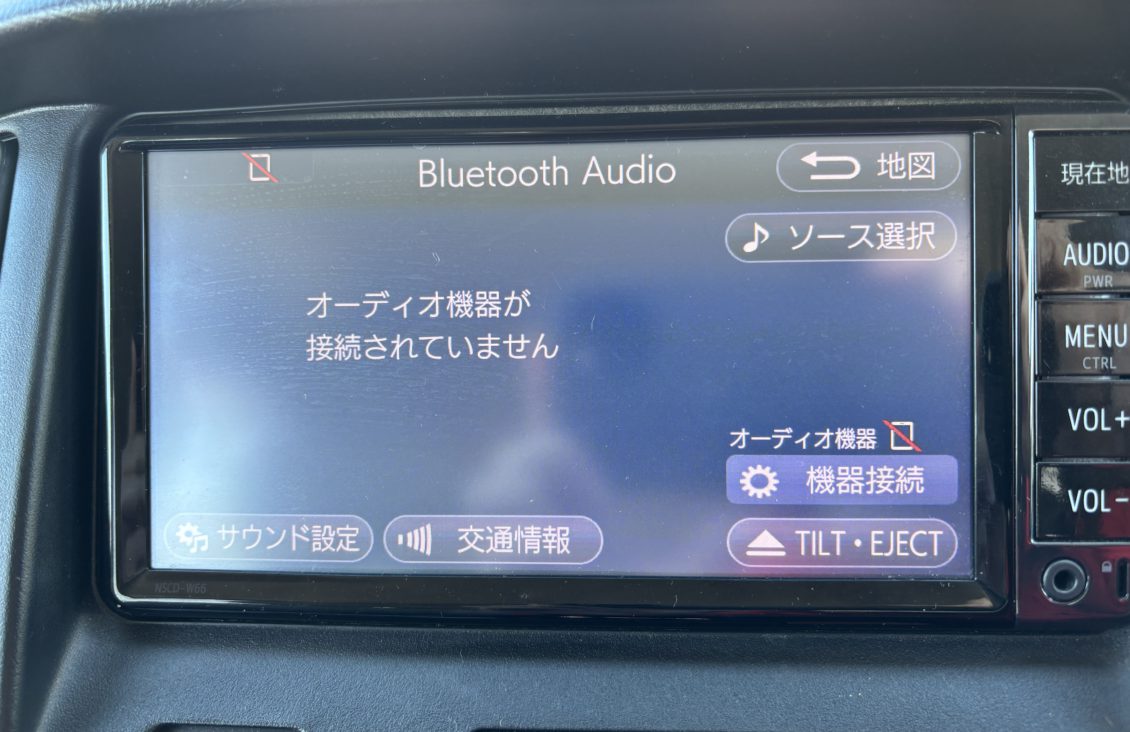 Bluetooth Audio
地図
現在地
ソース選択
AUDIO
PWR
オーディオ機器が
接続されていません
MENU
CTRL
オーディオ機器
VOL+
機器接続
サウンド設定
交通情報
TILT・EJECT
VOL-
NSCD-W66